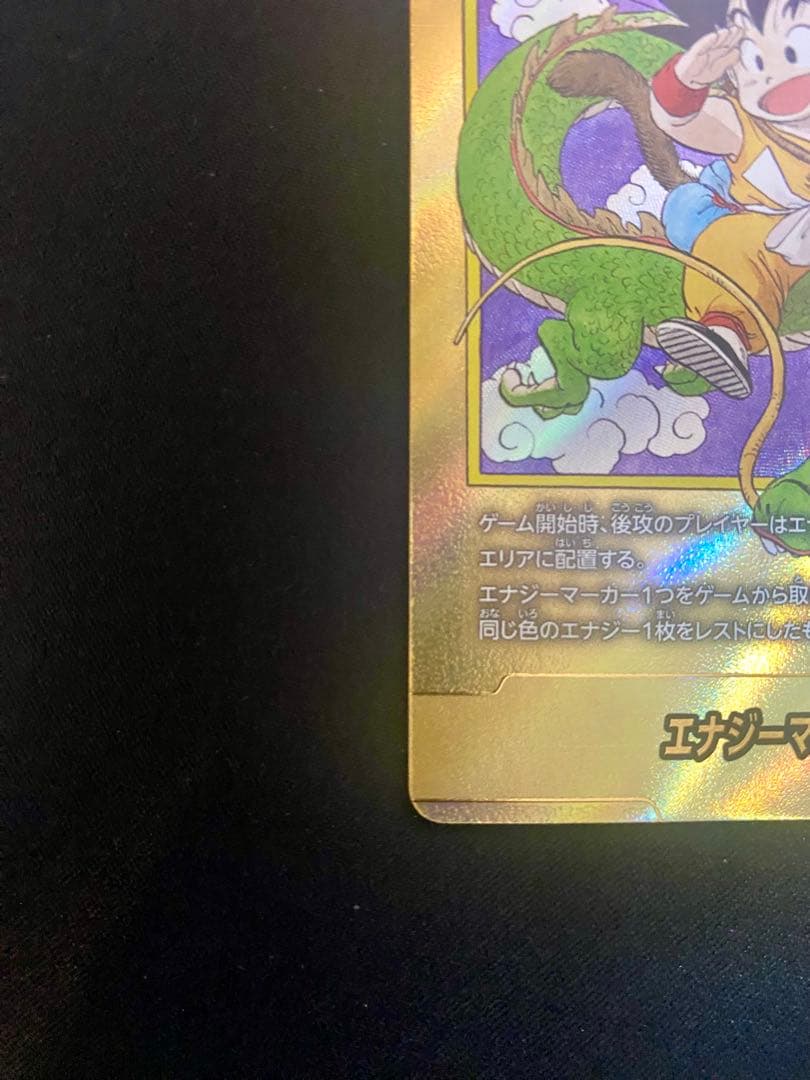 ゲーム開始時、後攻のプレイヤーはエナ
エリアに配置する。
エナジーマーカー1つをゲームから取
同じ色のエナジー1枚をレストにしたも
エナジーマ